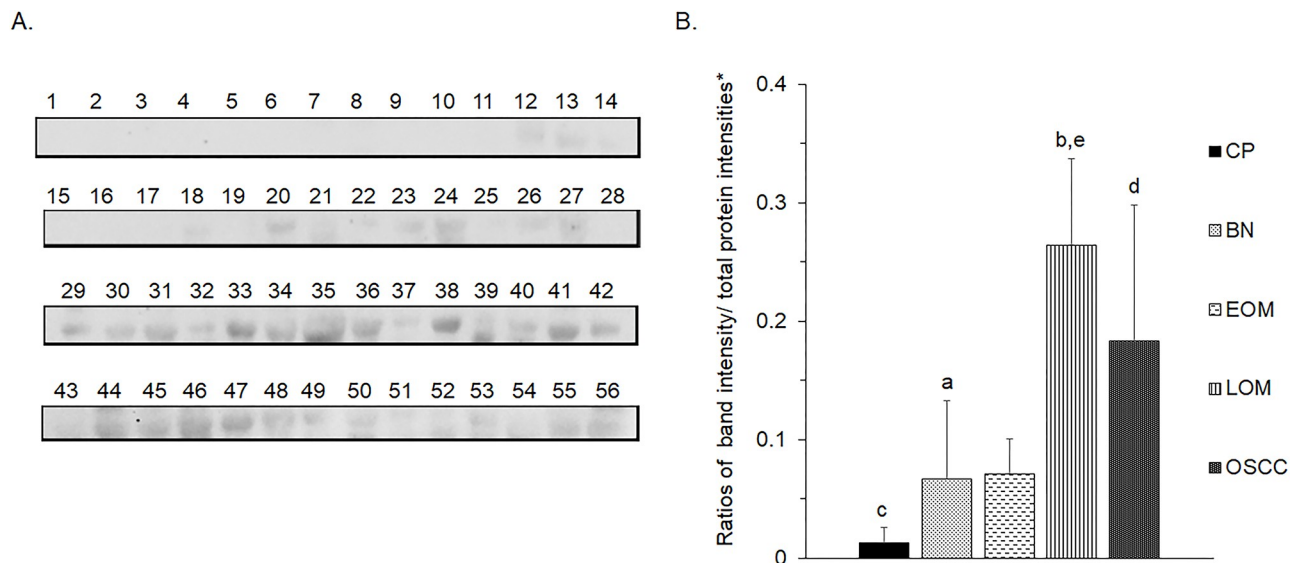 A.
1 2 3 4 5 6 7 8 9 10 11 12 13 14
15 16 17 18 19 20 21 22 23 24 25 26 27 28
29 30 31 32 33 34 35 36 37 38 39 40 41 42
43 44 45 46 47 48 49 50 51 52 53 54 55 56
B.
Ratios of band intensity/ total protein intensities*
0.4
0.3
0.2
0.1
0
c
a
b,e
d
CP
BN
EOM
LOM
OSCC